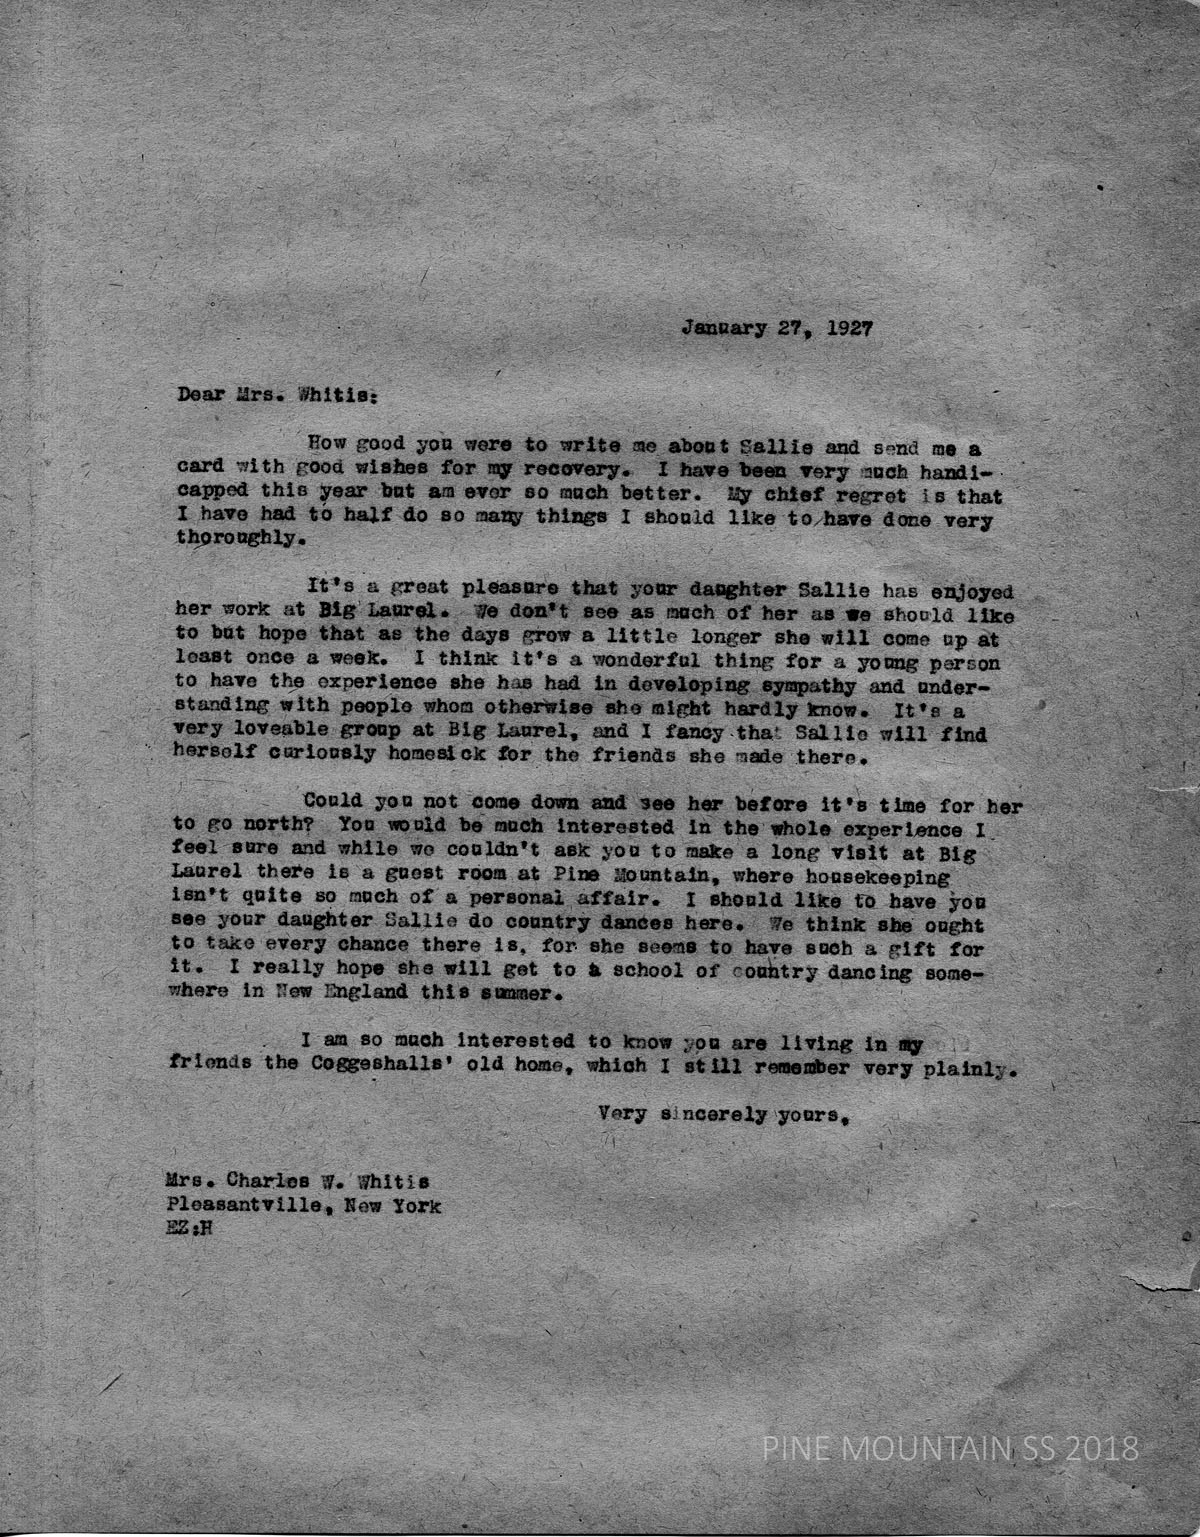 January 27, 1927
Dear Mrs. Whitis:
How good you were to write me about Sallie and send me a
card with good wishes for my recovery. I have been very much handi-
capped this year but am ever so much better. My chief regret is that
I have had to half do so many things I should like to/have done very
thoroughly.
It's a great pleasure that your daughter Sallie has enjoyed
her work at Big Laurel. We don't see as much of her as we should like
to but hope that as the days grow a little longer she will come up at
least once a week. I think it's a wonderful thing for a young person
to have the experience she has had in developing sympathy and under-
standing with people whom otherwise she might hardly know. It's a
very loveable group at Big Laurel, and I fancy that Sallie will find
herself curiously homesick for the friends she made there.
Could you not come down and see her before it's time for her
to go north? You would be much interested in the whole experience I
feel sure and while we couldn't ask you to make a long visit at Big
Laurel there is a guest room at Pine Mountain, where housekeeping
isn't quite so much of a personal affair. I should like to have you
see your daughter Sallie do country dances here. We think she ought
to take every chance there is, for she seems to have such a gift for
it. I really hope she will get to a school of country dancing some-
where in New England this summer.
I am so much interested to know you are living in my
friends the Coggeshalls' old home, which I still remember very plainly.
Very sincerely yours,
Mrs. Charles W. Whitis
Pleasantville, New York
EZ:H
PINE MOUNTAIN SS 2018